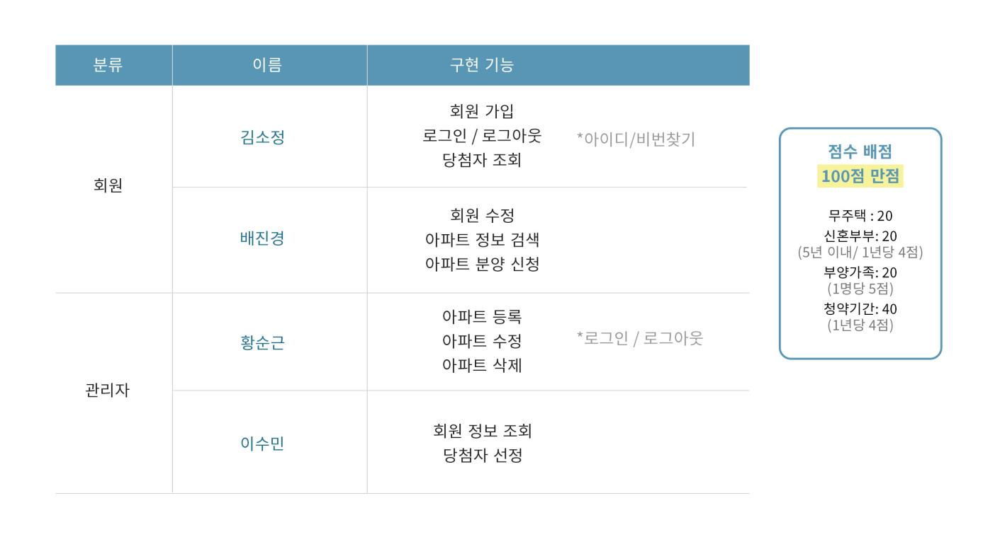 분류
이름
구현 기능
회원
김소정
회원 가입
로그인 / 로그아웃
당첨자 조회
*아이디/비번찾기
배진경
회원 수정
아파트 정보 검색
아파트 분양 신청
관리자
황순근
아파트 등록
아파트 수정
아파트 삭제
*로그인 / 로그아웃
이수민
회원 정보 조회
당첨자 선정
점수 배점
100점 만점
무주택 : 20
신혼부부: 20
(5년 이내/ 1년당 4점)
부양가족: 20
(1명당 5점)
청약기간: 40
(1년당 4점)